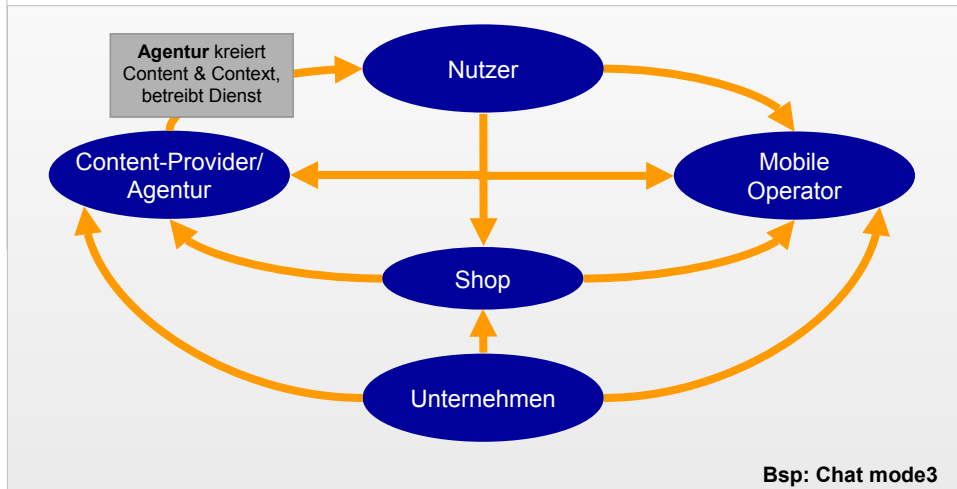 Agentur kreiert
Content & Context,
betreibt Dienst
Nutzer
Content-Provider/
Agentur
Mobile
Operator
Shop
Unternehmen
Bsp: Chat mode3